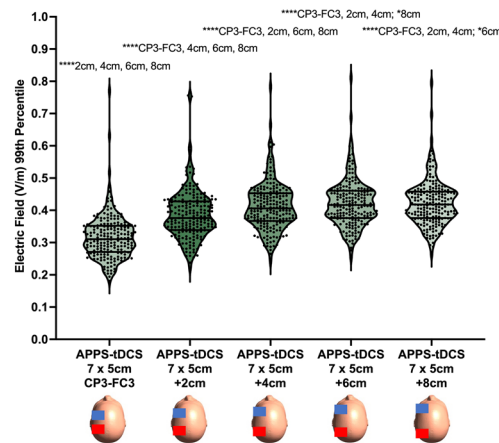 ****CP3-FC3, 2cm, 4cm; *8cm
****CP3-FC3, 2cm, 6cm, 8cm
****CP3-FC3, 2cm, 4cm; *6cm
****CP3-FC3, 4cm, 6cm, 8cm
****2cm, 4cm, 6cm, 8cm
Electric Field (V/m) 99th Percentile
1.0
0.9
0.8
0.7
0.6
0.5
0.4
0.3
0.2
0.1
0.0
APPS-tDCS
7 x 5cm
CP3-FC3
APPS-tDCS
7 x 5cm
+2cm
APPS-tDCS
7 x 5cm
+4cm
APPS-tDCS
7 x 5cm
+6cm
APPS-tDCS
7 x 5cm
+8cm